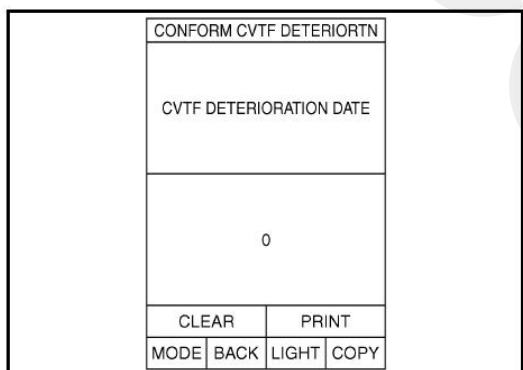 CONFORM CVTF DETERIORTN
CVTF DETERIORATION DATE
0
CLEAR PRINT
MODE BACK LIGHT COPY